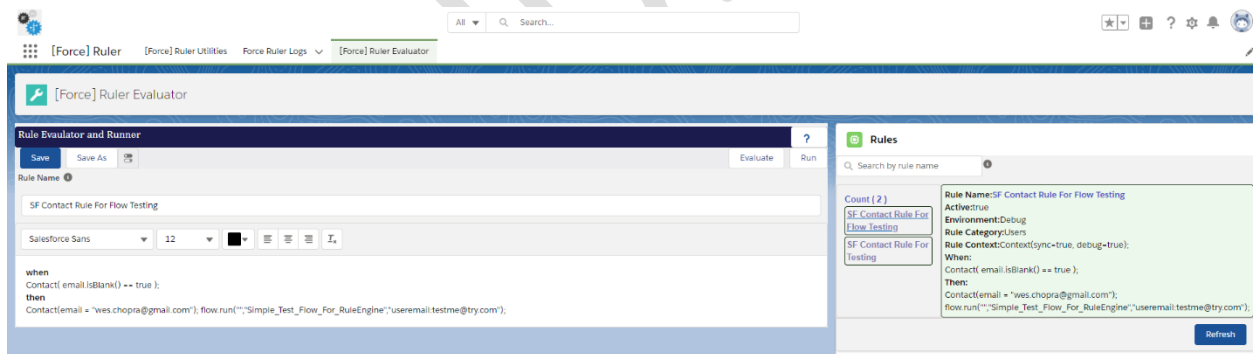 All
Search...
[Force] Ruler
[Force] Ruler Utilities
Force Ruler Logs
[Force] Ruler Evaluator
[Force] Ruler Evaluator
Rule Evaulator and Runner
?
Save
Save As
Evaluate
Run
Rule Name
SF Contact Rule For Flow Testing
Salesforce Sans
12
when
Contact( email.isBlank() == true );
then
Contact(email = "wes.chopra@gmail.com"); flow.run("","Simple_Test_Flow_For_RuleEngine","useremail:testme@try.com");
Rules
Search by rule name
Count ( 2 )
SF Contact Rule For
Flow Testing
SF Contact Rule For
Testing
Rule Name:SF Contact Rule For Flow Testing
Active:true
Environment:Debug
Rule Category:Users
Rule Context:Context(sync=true, debug=true);
When:
Contact( email.isBlank() == true );
Then:
Contact(email = "wes.chopra@gmail.com");
flow.run("","Simple_Test_Flow_For_RuleEngine","useremail:testme@try.com");
Refresh